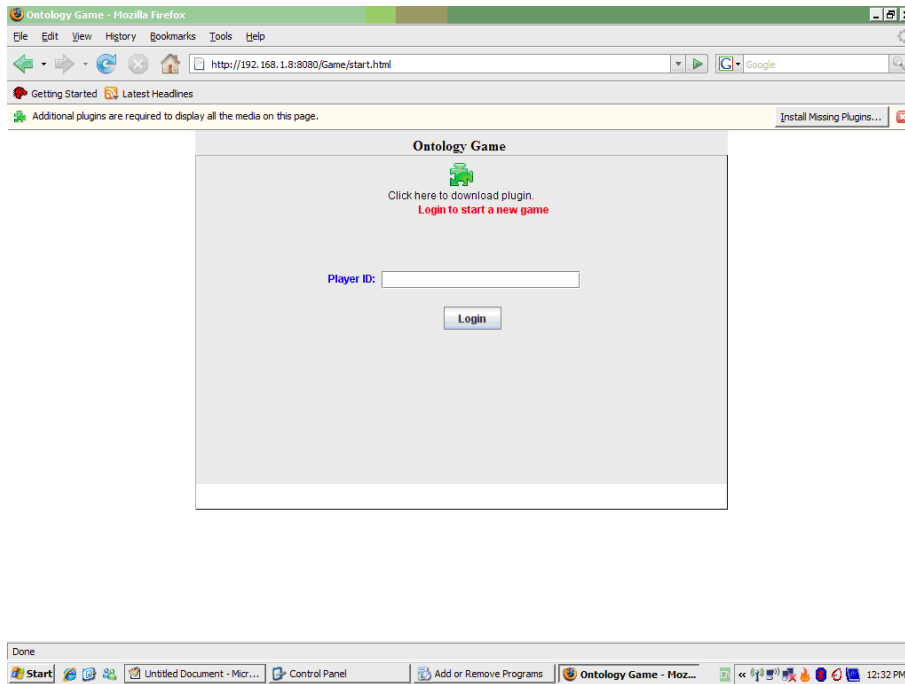 Ontology Game - Mozilla Firefox
File Edit View History Bookmarks Tools Help
http://192.168.1.8:8080/Game/start.html
G Google
Getting Started Latest Headlines
Additional plugins are required to display all the media on this page. Install Missing Plugins...
Ontology Game
Click here to download plugin.
Login to start a new game
Player ID:
Login
Done
Start Untitled Document - Micr... Control Panel Add or Remove Programs Ontology Game - Moz... 12:32 PM